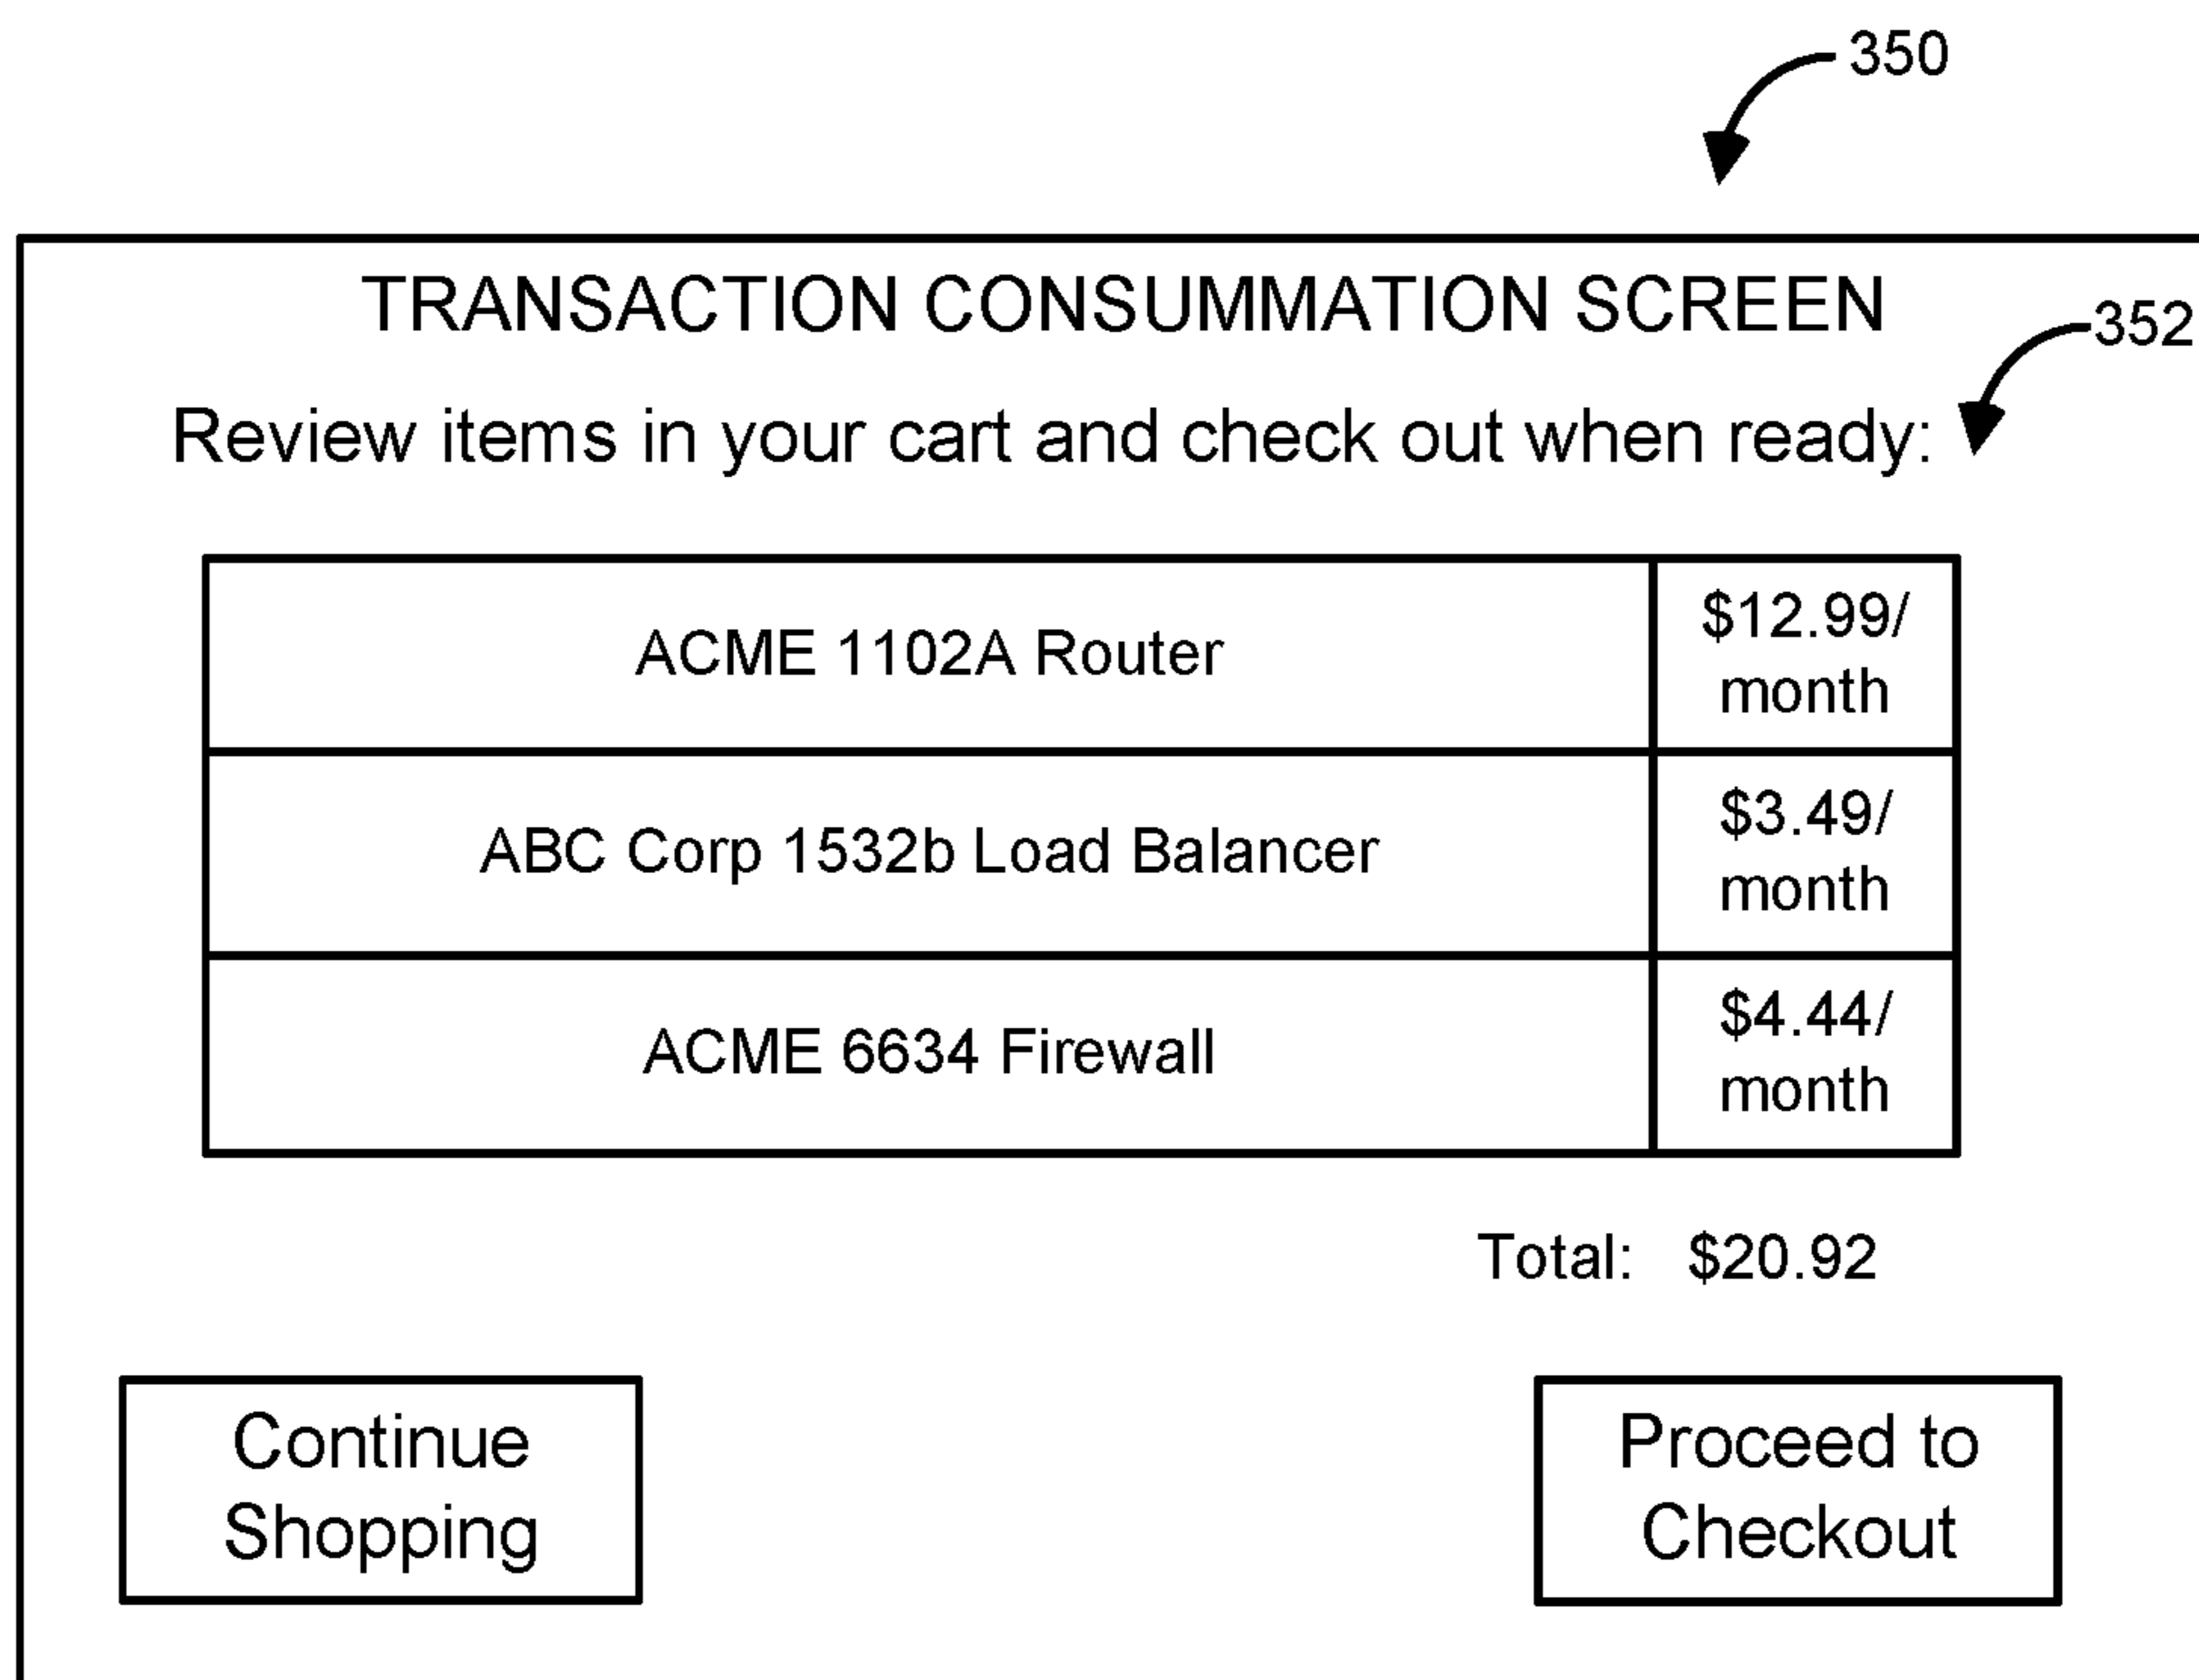 350
TRANSACTION CONSUMMATION SCREEN
352
Review items in your cart and check out when ready:
ACME 1102A Router
$12.99/
month
ABC Corp 1532b Load Balancer
$3.49/
month
ACME 6634 Firewall
$4.44/
month
Total: $20.92
Continue
Shopping
Proceed to
Checkout